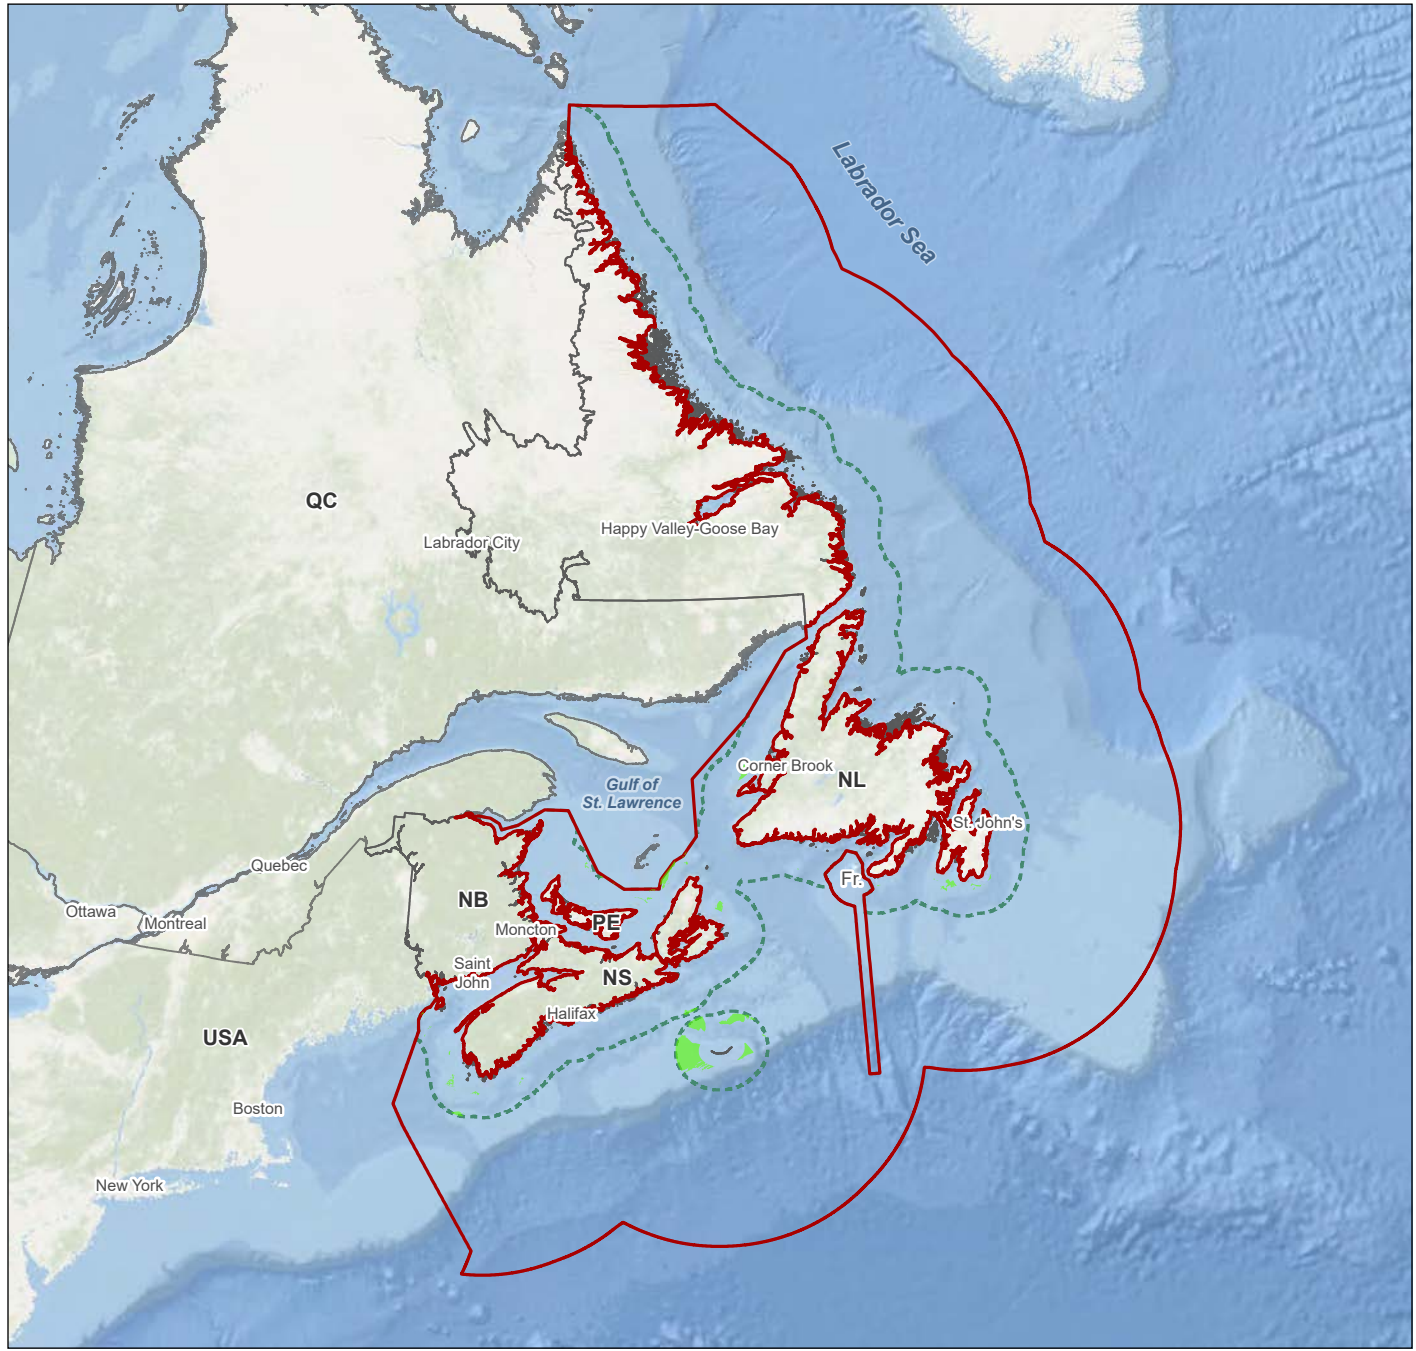 Labrador Sea
QC
Happy Valley-Goose Bay
Labrador City
Corner Brook
NL
Gulf of
St. Lawrence
St. John's
Quebec
Fr.
Ottawa
Montreal
NB
PE
Moncton
Saint
John
NS
Halifax
USA
Boston
New York